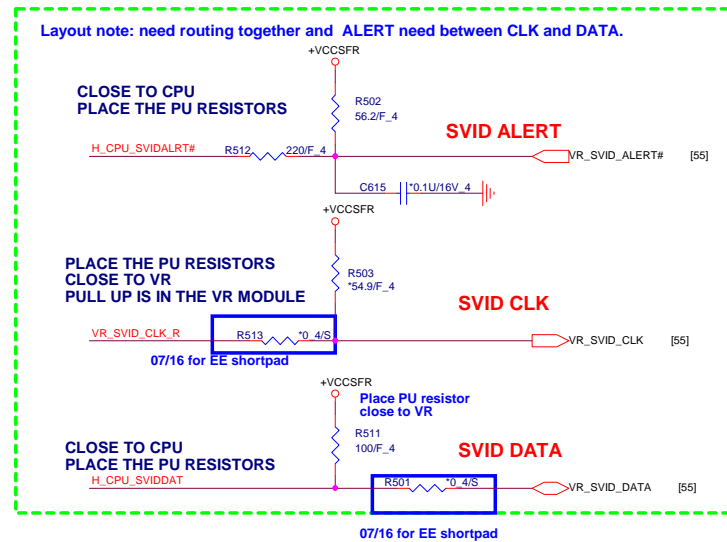 Layout note: need routing together and  ALERT need between CLK and DATA.
+VCCSFR
CLOSE TO CPU
PLACE THE PU RESISTORS
R502
56.2/F_4
SVID ALERT
H_CPU_SVIDALRT#
R512
220/F_4
VR_SVID_ALERT#
[55]
C615
*0.1U/16V_4
+VCCSFR
PLACE THE PU RESISTORS
CLOSE TO VR
PULL UP IS IN THE VR MODULE
R503
*54.9/F_4
SVID CLK
VR_SVID_CLK_R
R513
*0_4/S
VR_SVID_CLK
[55]
07/16 for EE shortpad
+VCCSFR
Place PU resistor
close to VR
CLOSE TO CPU
PLACE THE PU RESISTORS
R511
100/F_4
SVID DATA
H_CPU_SVIDDAT
R501
*0_4/S
VR_SVID_DATA
[55]
07/16 for EE shortpad